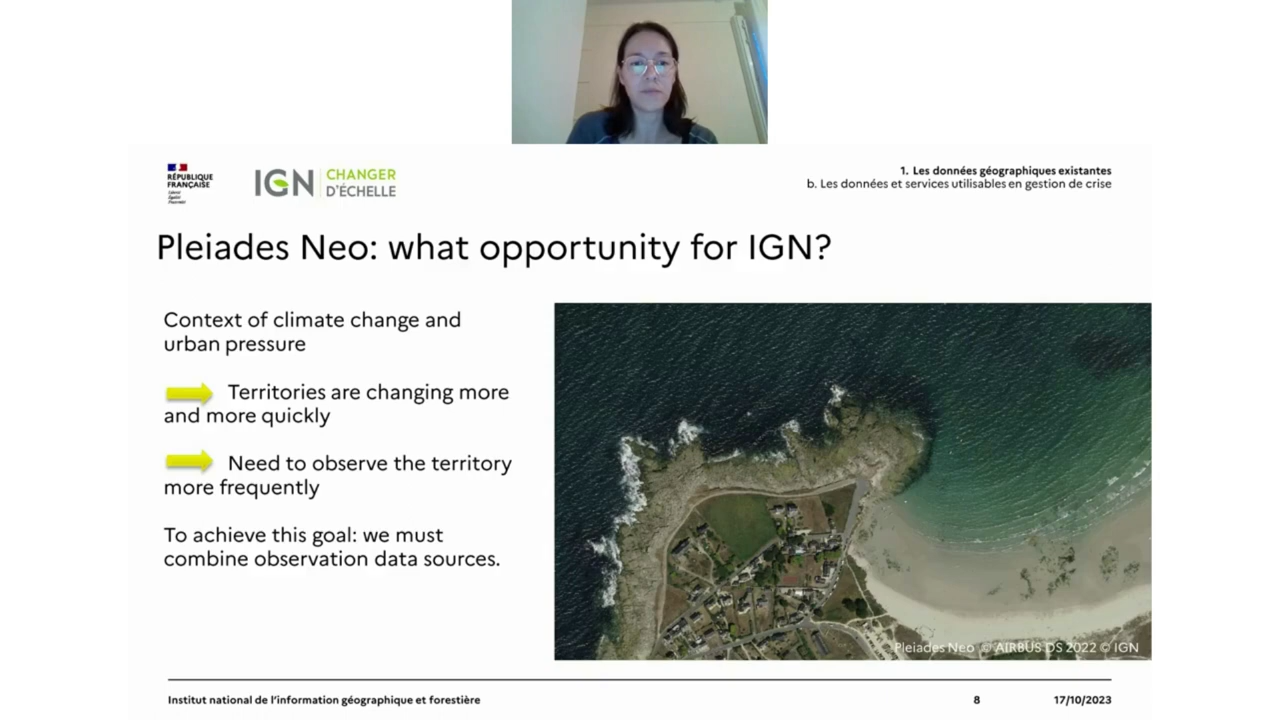 RÉPUBLIQUE
FRANÇAISE
Liberté
Égalité
Fraternité
IGN
CHANGER
D'ÉCHELLE
1. Les données géographiques existantes
b. Les données et services utilisables en gestion de crise
Pleiades Neo: what opportunity for IGN?
Context of climate change and
urban pressure
Territories are changing more
and more quickly
Need to observe the territory
more frequently
To achieve this goal: we must
combine observation data sources.
Pleiades Neo © AIRBUS DS 2022 © IGN
Institut national de l'information géographique et forestière
8
17/10/2023